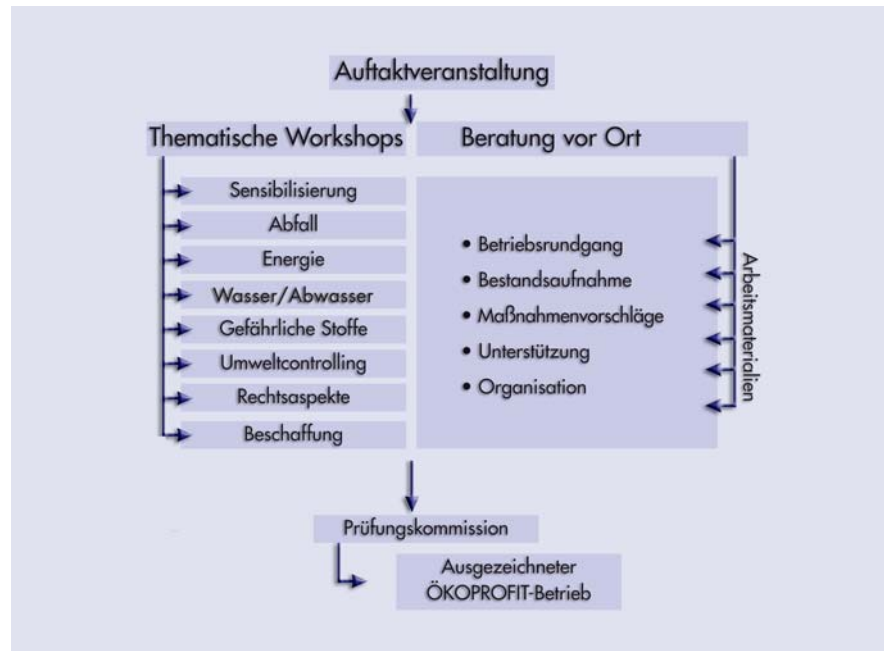 Auftaktveranstaltung
Thematische Workshops
Beratung vor Ort
Sensibilisierung
Abfall
Energie
Wasser/Abwasser
Gefährliche Stoffe
Umweltcontrolling
Rechtsaspekte
Beschaffung
• Betriebsrundgang
• Bestandsaufnahme
• Maßnahmenvorschläge
• Unterstützung
• Organisation
Arbeitsmaterialien
Prüfungskommission
Ausgezeichneter
ÖKOPROFIT-Betrieb